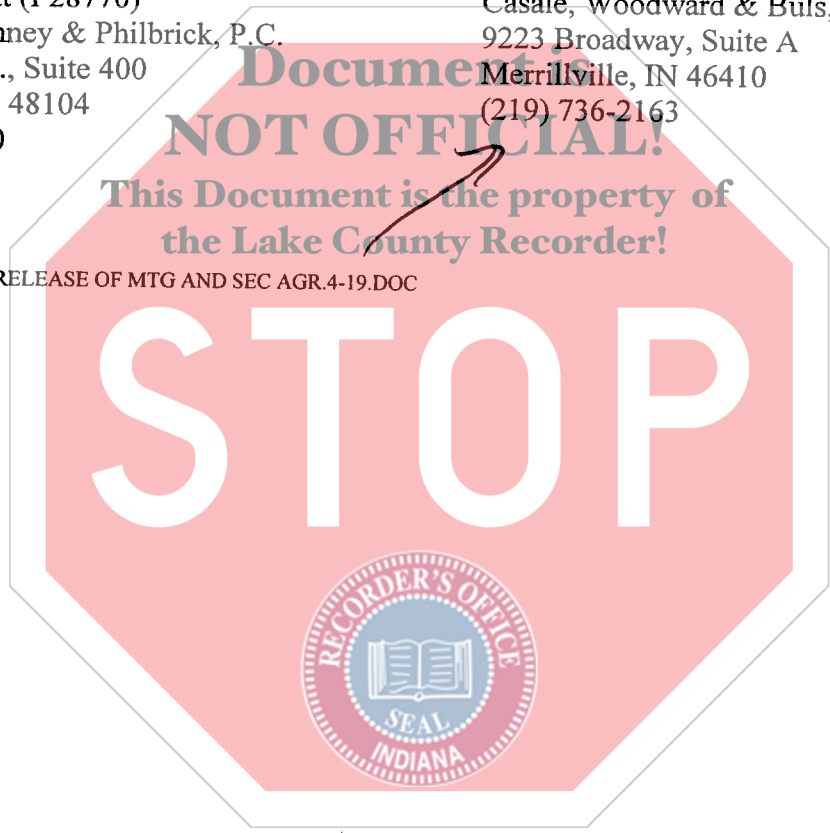 (P28770)
ney & Philbrick, P.C.
., Suite 400
48104
)
Casale, Woodward & Buls,
9223 Broadway, Suite A
Merrillville, IN 46410
(219) 736-2163
Document is
NOT OFFICIAL!
This Document is the property of
the Lake County Recorder!
RELEASE OF MTG AND SEC AGR.4-19.DOC
STOP
RECORDER'S OFFICE
SEAL
INDIANA